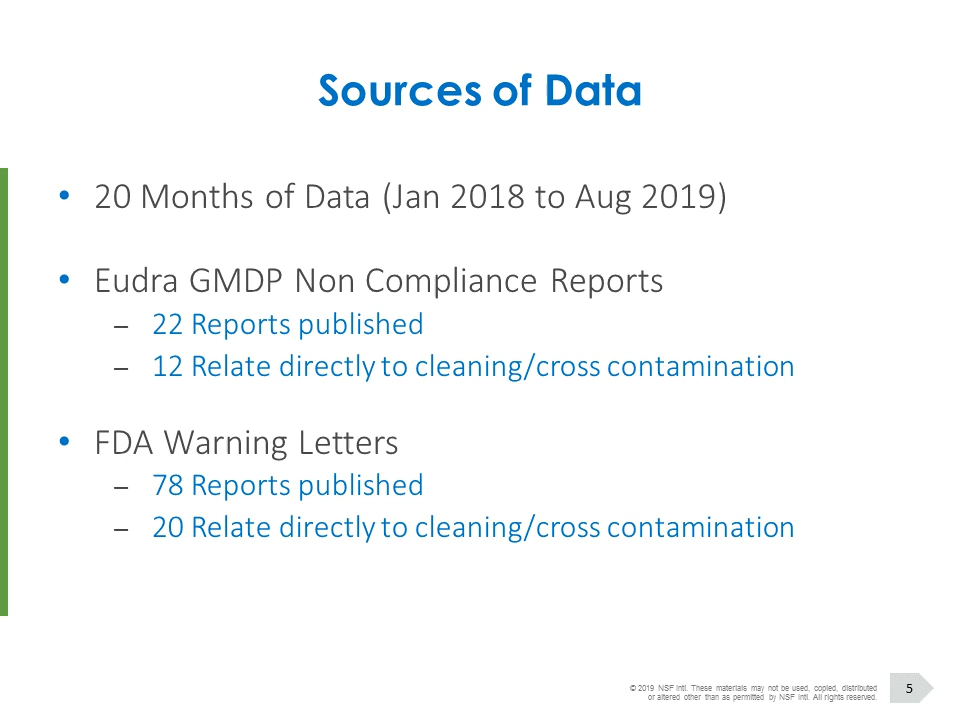 Sources of Data
• 20 Months of Data (Jan 2018 to Aug 2019)
• Eudra GMDP Non Compliance Reports
– 22 Reports published
– 12 Relate directly to cleaning/cross contamination
• FDA Warning Letters
– 78 Reports published
– 20 Relate directly to cleaning/cross contamination
© 2019 NSF Intl. These materials may not be used, copied, distributed
or altered other than as permitted by NSF Intl. All rights reserved.
5